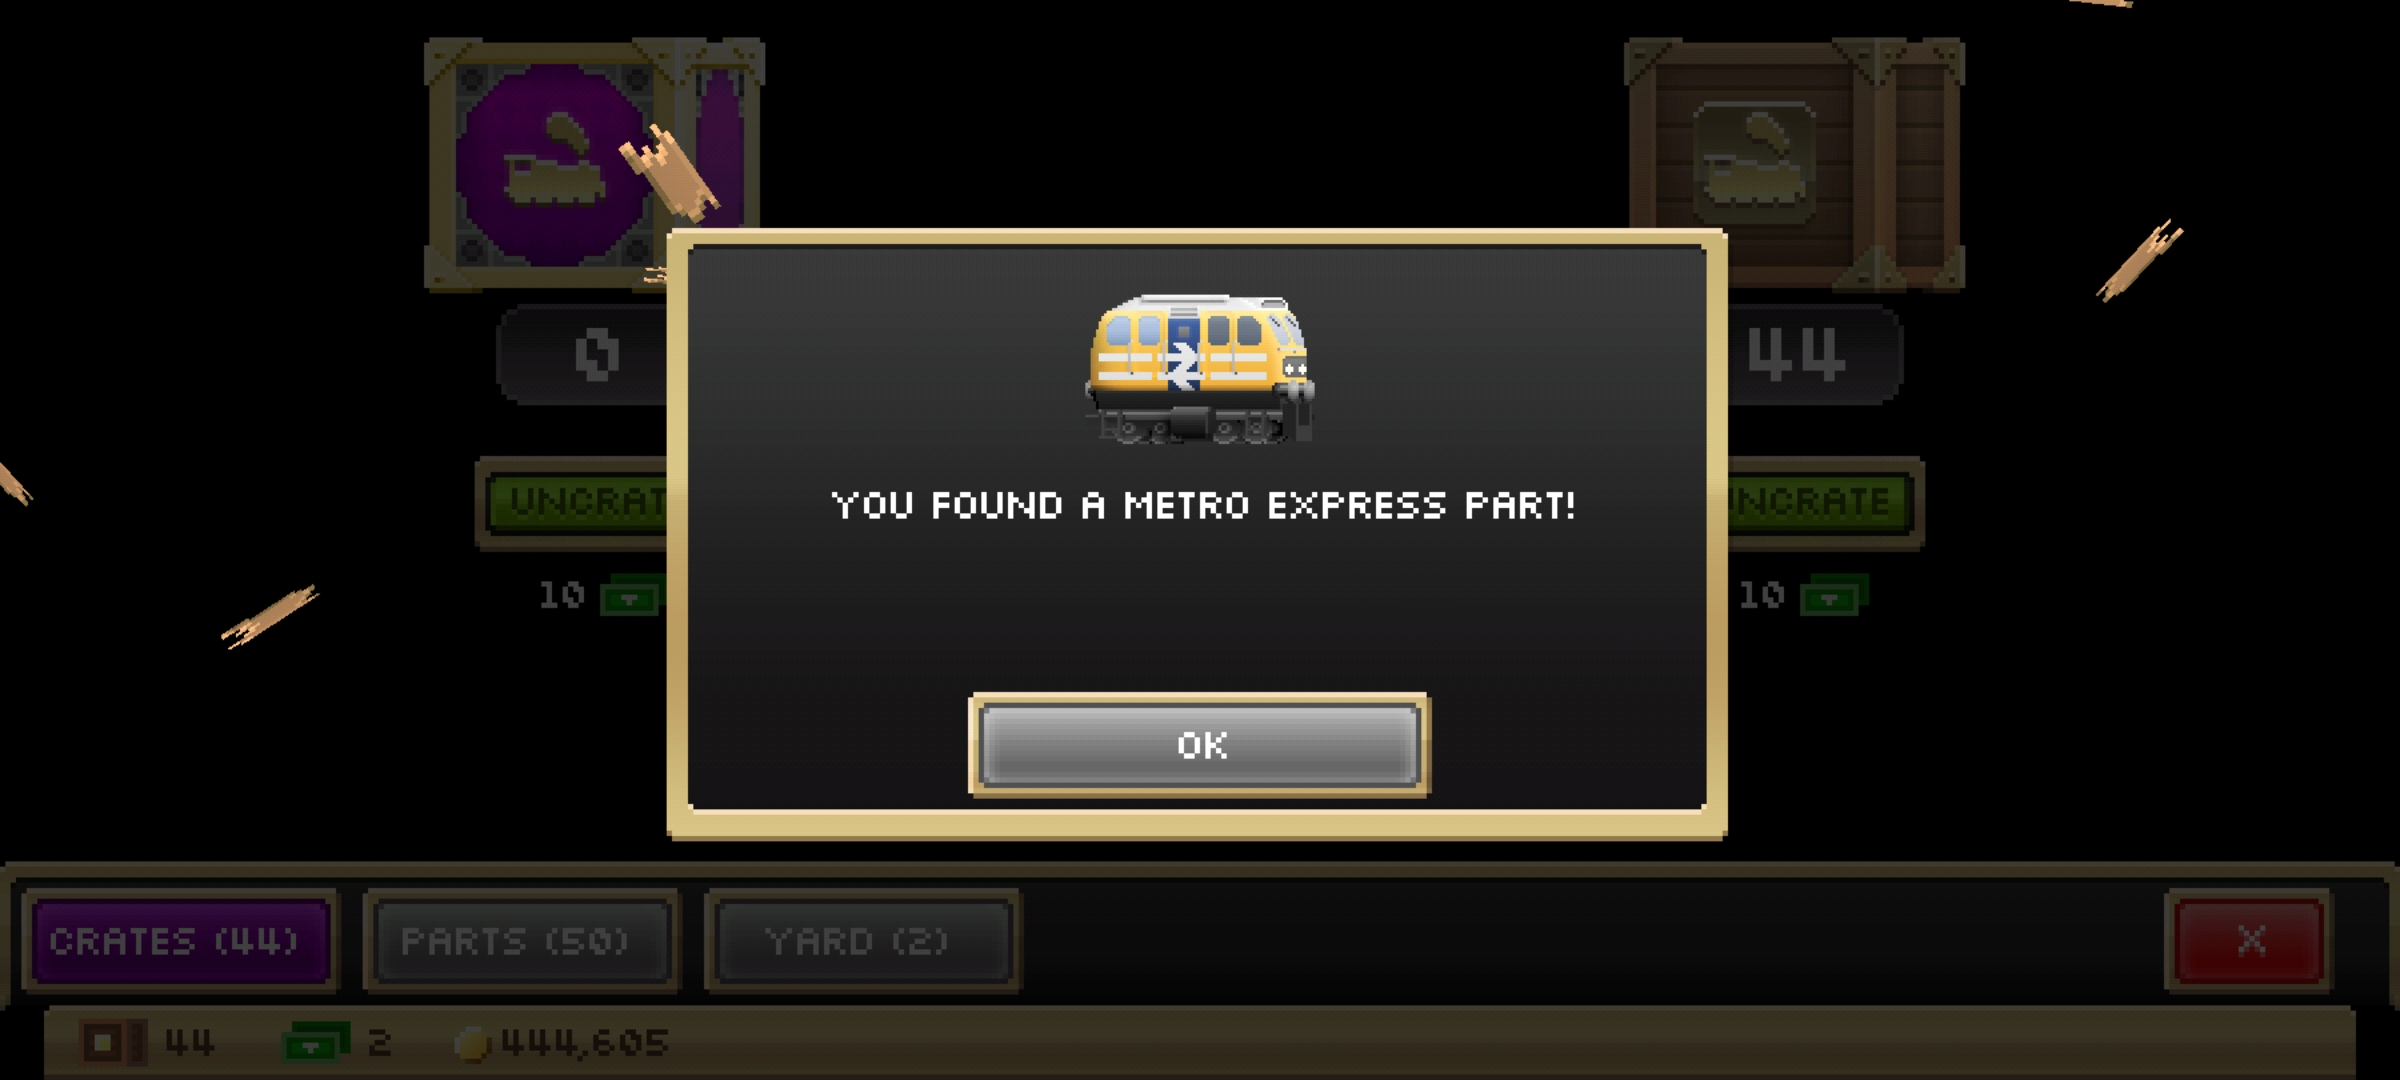 0
44
YOU FOUND A METRO EXPRESS PART!
UNCRAT
NCRATE
10
10
OK
CRATES (44)
PARTS (50)
YARD (2)
X
44
2
444,605